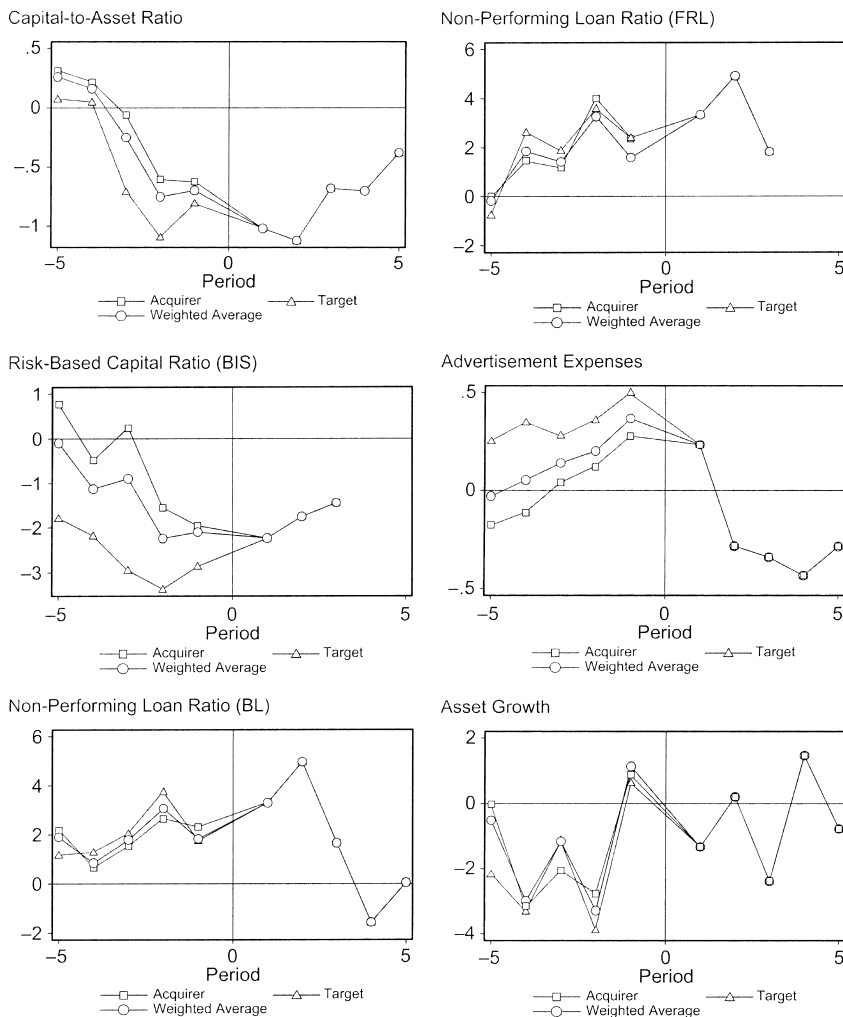 Capital-to-Asset Ratio
.5
0
−.5
−1
−5
0
5
Period
Acquirer
Target
Weighted Average
Non-Performing Loan Ratio (FRL)
6
4
2
0
−2
−5
0
5
Period
Acquirer
Target
Weighted Average
Risk-Based Capital Ratio (BIS)
1
0
−1
−2
−3
−5
0
5
Period
Acquirer
Target
Weighted Average
Advertisement Expenses
.5
0
−.5
−5
0
5
Period
Acquirer
Target
Weighted Average
Non-Performing Loan Ratio (BL)
6
4
2
0
−2
−5
0
5
Period
Acquirer
Target
Weighted Average
Asset Growth
2
0
−2
−4
−5
0
5
Period
Acquirer
Target
Weighted Average